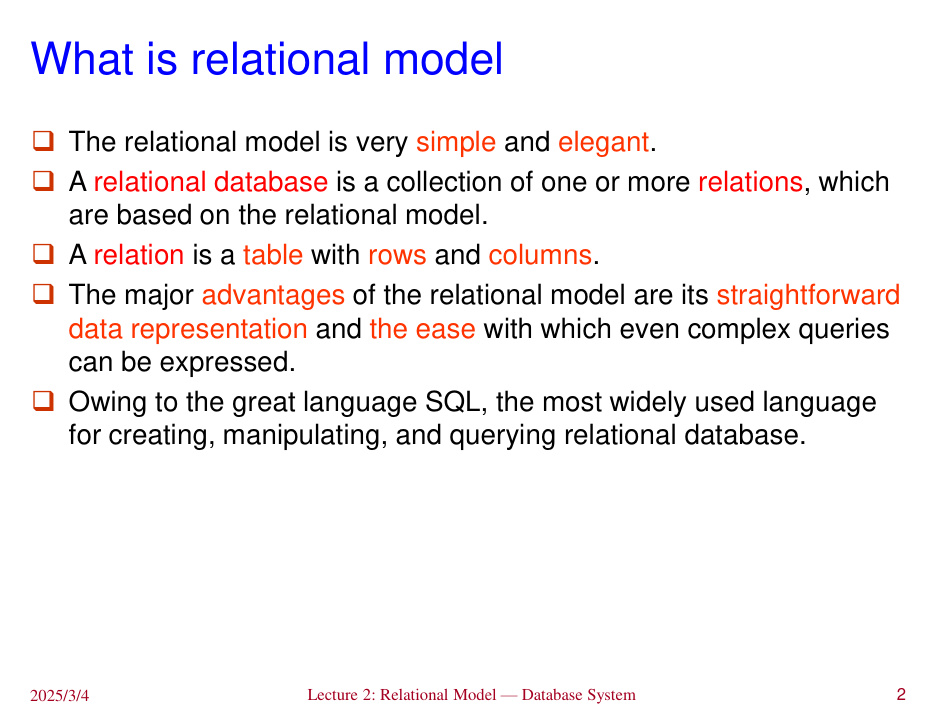 What is relational model
❑ The relational model is very simple and elegant.
❑ A relational database is a collection of one or more relations, which
are based on the relational model.
❑ A relation is a table with rows and columns.
❑ The major advantages of the relational model are its straightforward
data representation and the ease with which even complex queries
can be expressed.
❑ Owing to the great language SQL, the most widely used language
for creating, manipulating, and querying relational database.
2025/3/4 Lecture 2: Relational Model — Database System 2